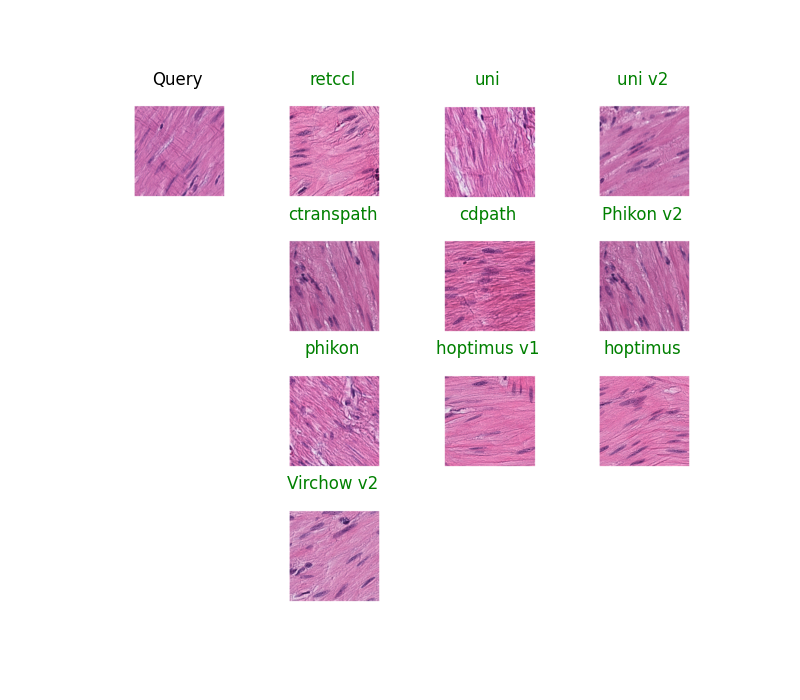 Query retccl uni uni v2
ctranspath cdpath Phikon v2
phikon hoptimus v1 hoptimus
Virchow v2